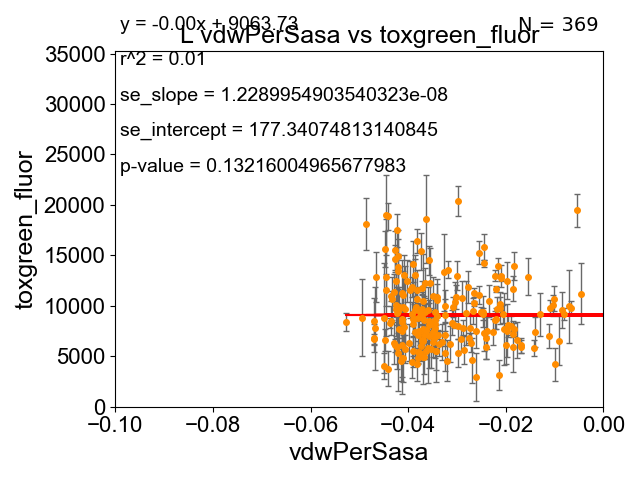 y = -0.00x + 9063.73
N = 369
L vdwPerSasa vs toxgreen_fluor
r^2 = 0.01
se_slope = 1.2289954903540323e-08
se_intercept = 177.34074813140845
p-value = 0.13216004965677983
toxgreen_fluor
35000
30000
25000
20000
15000
10000
5000
0
−0.10
−0.08
−0.06
−0.04
−0.02
0.00
vdwPerSasa